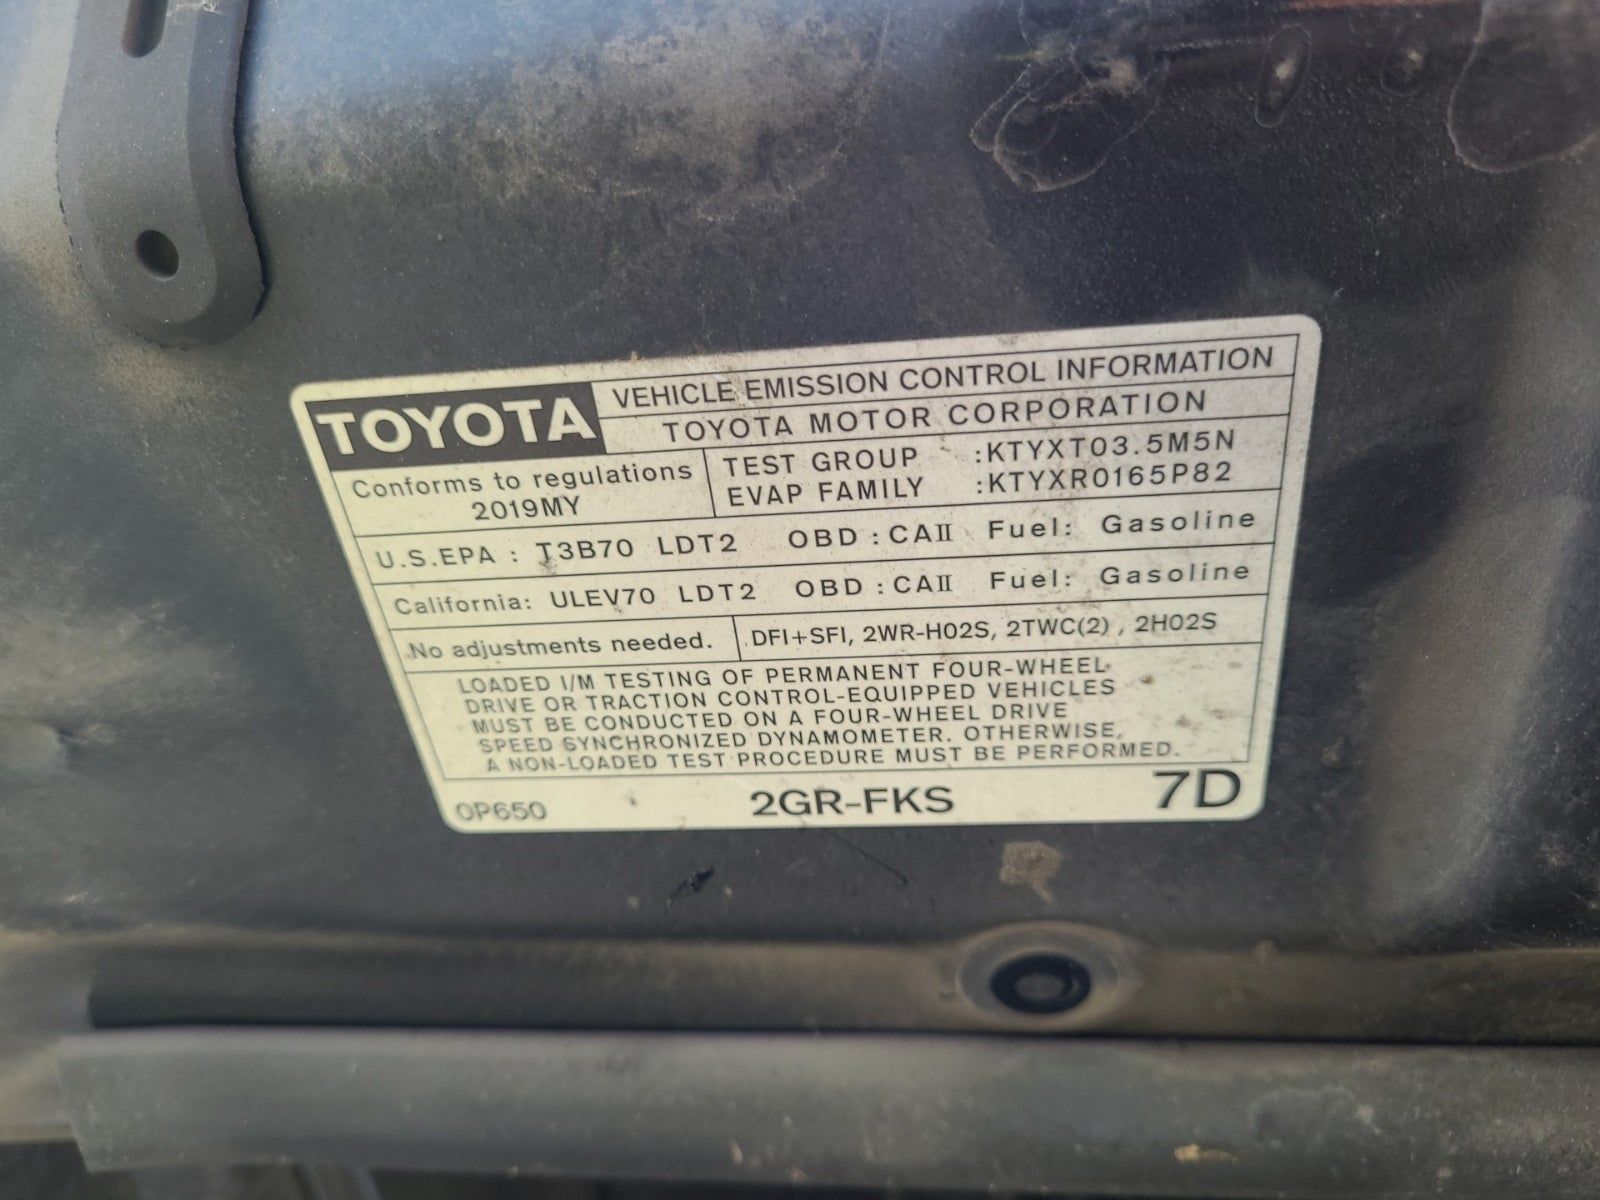 TOYOTA VEHICLE EMISSION CONTROL INFORMATION
TOYOTA MOTOR CORPORATION
Conforms to regulations
2019MY
TEST GROUP :KTYXT03.5M5N
EVAP FAMILY :KTYXR0165P82
U.S.EPA : T3B70 LDT2 OBD : CAII Fuel: Gasoline
California: ULEV70 LDT2 OBD : CAII Fuel: Gasoline
No adjustments needed. DFI+SFI, 2WR-HO2S, 2TWC(2) , 2HO2S
LOADED I/M TESTING OF PERMANENT FOUR-WHEEL
DRIVE OR TRACTION CONTROL-EQUIPPED VEHICLES
MUST BE CONDUCTED ON A FOUR-WHEEL DRIVE
SPEED SYNCHRONIZED DYNAMOMETER. OTHERWISE,
A NON-LOADED TEST PROCEDURE MUST BE PERFORMED.
0P650 2GR-FKS 7D